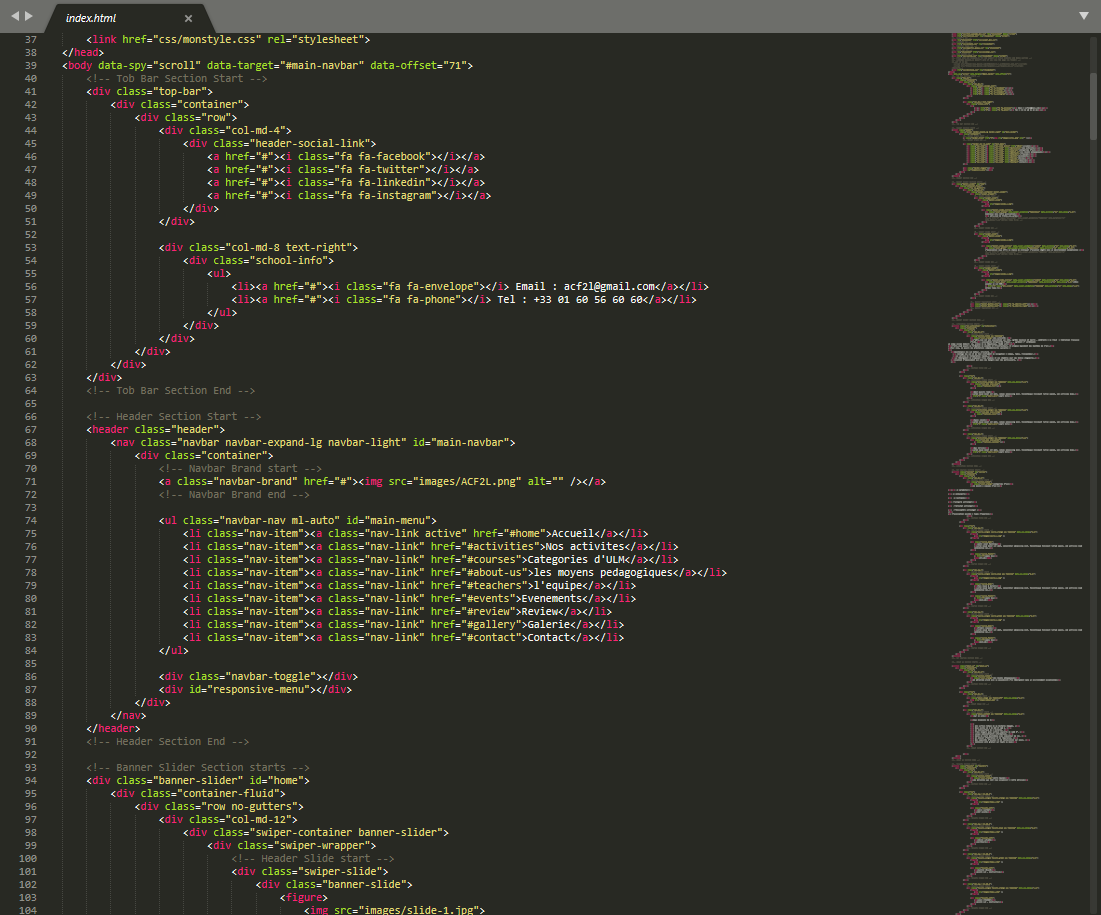 index.html ×
37 <link href="css/monstyle.css" rel="stylesheet">
38 </head>
39 <body data-spy="scroll" data-target="#main-navbar" data-offset="71">
40 <!-- Tob Bar Section Start -->
41 <div class="top-bar">
42 <div class="container">
43 <div class="row">
44 <div class="col-md-4">
45 <div class="header-social-link">
46 <a href="#"><i class="fa fa-facebook"></i></a>
47 <a href="#"><i class="fa fa-twitter"></i></a>
48 <a href="#"><i class="fa fa-linkedin"></i></a>
49 <a href="#"><i class="fa fa-instagram"></i></a>
50 </div>
51 </div>
52
53 <div class="col-md-8 text-right">
54 <div class="school-info">
55 <ul>
56 <li><a href="#"><i class="fa fa-envelope"></i> Email : acf2l@gmail.com</a></li>
57 <li><a href="#"><i class="fa fa-phone"></i> Tel : +33 01 60 56 60 60</a></li>
58 </ul>
59 </div>
60 </div>
61 </div>
62 </div>
63 </div>
64 <!-- Tob Bar Section End -->
65
66 <!-- Header Section Start -->
67 <header class="header">
68 <nav class="navbar navbar-expand-lg navbar-light" id="main-navbar">
69 <div class="container">
70 <!-- Navbar Brand start -->
71 <a class="navbar-brand" href="#"><img src="images/ACF2L.png" alt="" /></a>
72 <!-- Navbar Brand end -->
73
74 <ul class="navbar-nav ml-auto" id="main-menu">
75 <li class="nav-item"><a class="nav-link active" href="#home">Accueil</a></li>
76 <li class="nav-item"><a class="nav-link" href="#activities">Nos activites</a></li>
77 <li class="nav-item"><a class="nav-link" href="#courses">Categories d'ULM</a></li>
78 <li class="nav-item"><a class="nav-link" href="#about-us">les moyens pedagogiques</a></li>
79 <li class="nav-item"><a class="nav-link" href="#teachers">l'equipe</a></li>
80 <li class="nav-item"><a class="nav-link" href="#events">Evenements</a></li>
81 <li class="nav-item"><a class="nav-link" href="#review">Review</a></li>
82 <li class="nav-item"><a class="nav-link" href="#gallery">Galerie</a></li>
83 <li class="nav-item"><a class="nav-link" href="#contact">Contact</a></li>
84 </ul>
85
86 <div class="navbar-toggle"></div>
87 <div id="responsive-menu"></div>
88 </div>
89 </nav>
90 </header>
91 <!-- Header Section End -->
92
93 <!-- Banner Slider Section starts -->
94 <div class="banner-slider" id="home">
95 <div class="container-fluid">
96 <div class="row no-gutters">
97 <div class="col-md-12">
98 <div class="swiper-container banner-slider">
99 <div class="swiper-wrapper">
100 <!-- Header Slide start -->
101 <div class="swiper-slide">
102 <div class="banner-slide">
103 <figure>
104 <img src="images/slide-1.jpg">